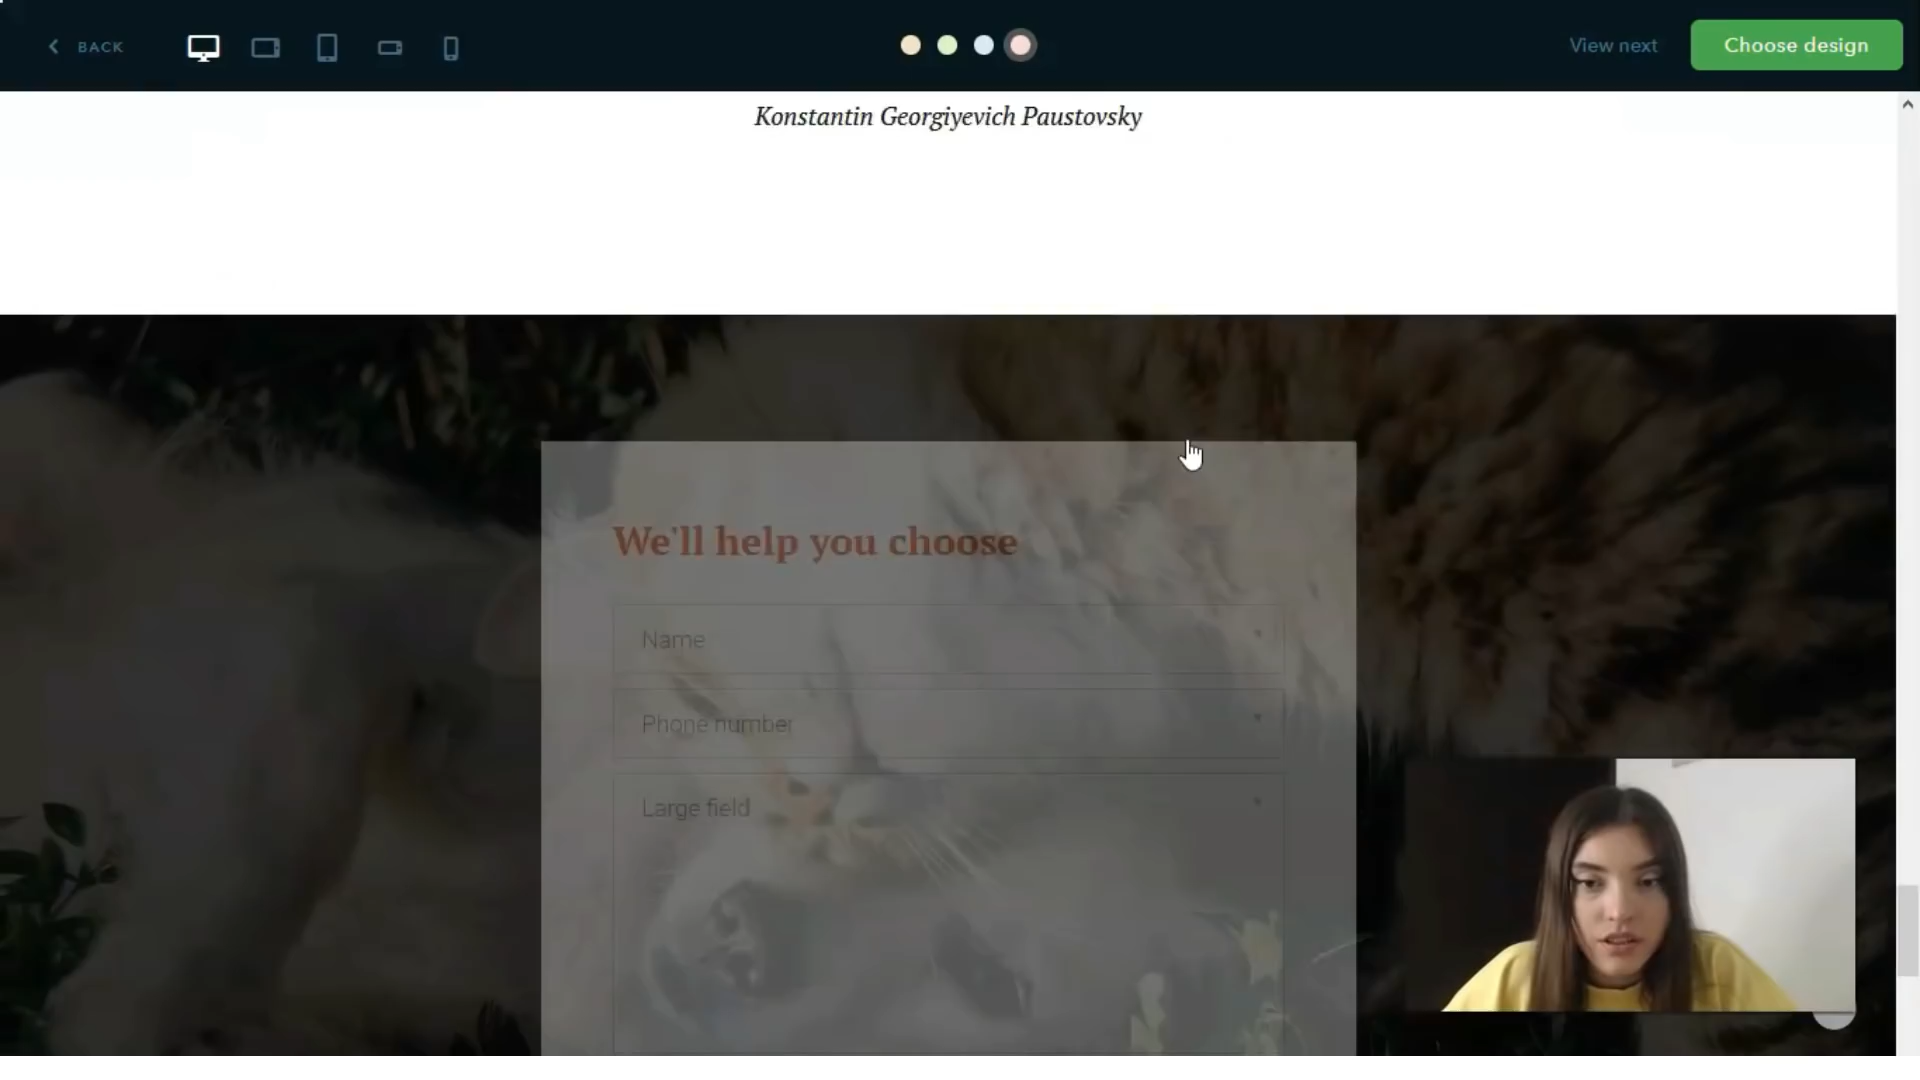 BACK
View next
Choose design
Konstantin Georgiyevich Paustovsky
We'll help you choose
Name
Phone number
Large field